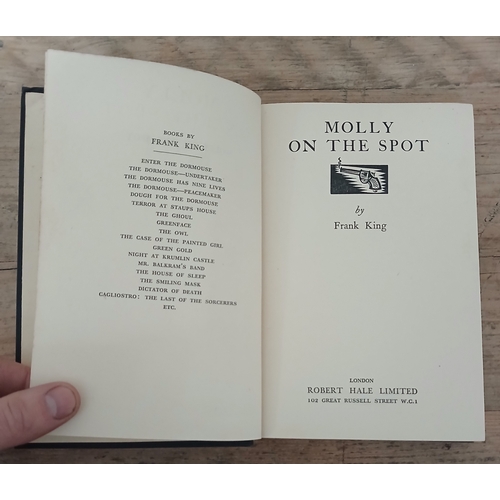 BOOKS BY
FRANK KING
ENTER THE DORMOUSE
THE DORMOUSE—UNDERTAKER
THE DORMOUSE HAS NINE LIVES
THE DORMOUSE—PEACEMAKER
DOUGH FOR THE DORMOUSE
TERROR AT STAUPS HOUSE
THE GHOUL
GREENFACE
THE OWL
THE CASE OF THE PAINTED GIRL
GREEN GOLD
NIGHT AT KRUMLIN CASTLE
MR. BALKRAM'S BAND
THE HOUSE OF SLEEP
THE SMILING MASK
DICTATOR OF DEATH
CAGLIOSTRO: THE LAST OF THE SORCERERS
ETC.
MOLLY
ON THE SPOT
by
Frank King
LONDON
ROBERT HALE LIMITED
102 GREAT RUSSELL STREET W.C.1